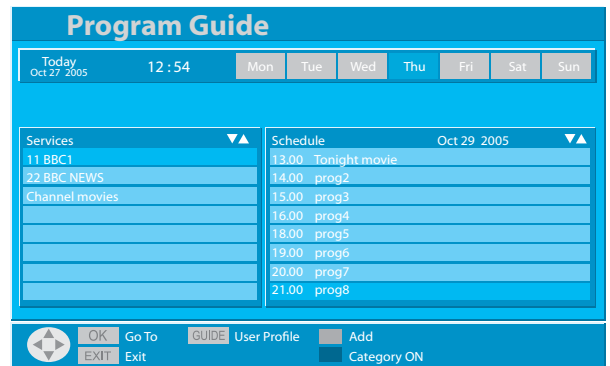 Program Guide
Today
Oct 27 2005
12 : 54
Mon Tue Wed Thu Fri Sat Sun
Services
11 BBC1
22 BBC NEWS
Channel movies
Schedule Oct 29 2005
13.00 Tonight movie
14.00 prog2
15.00 prog3
16.00 prog4
18.00 prog5
19.00 prog6
20.00 prog7
21.00 prog8
OK Go To GUIDE User Profile Add
EXIT Exit Category ON